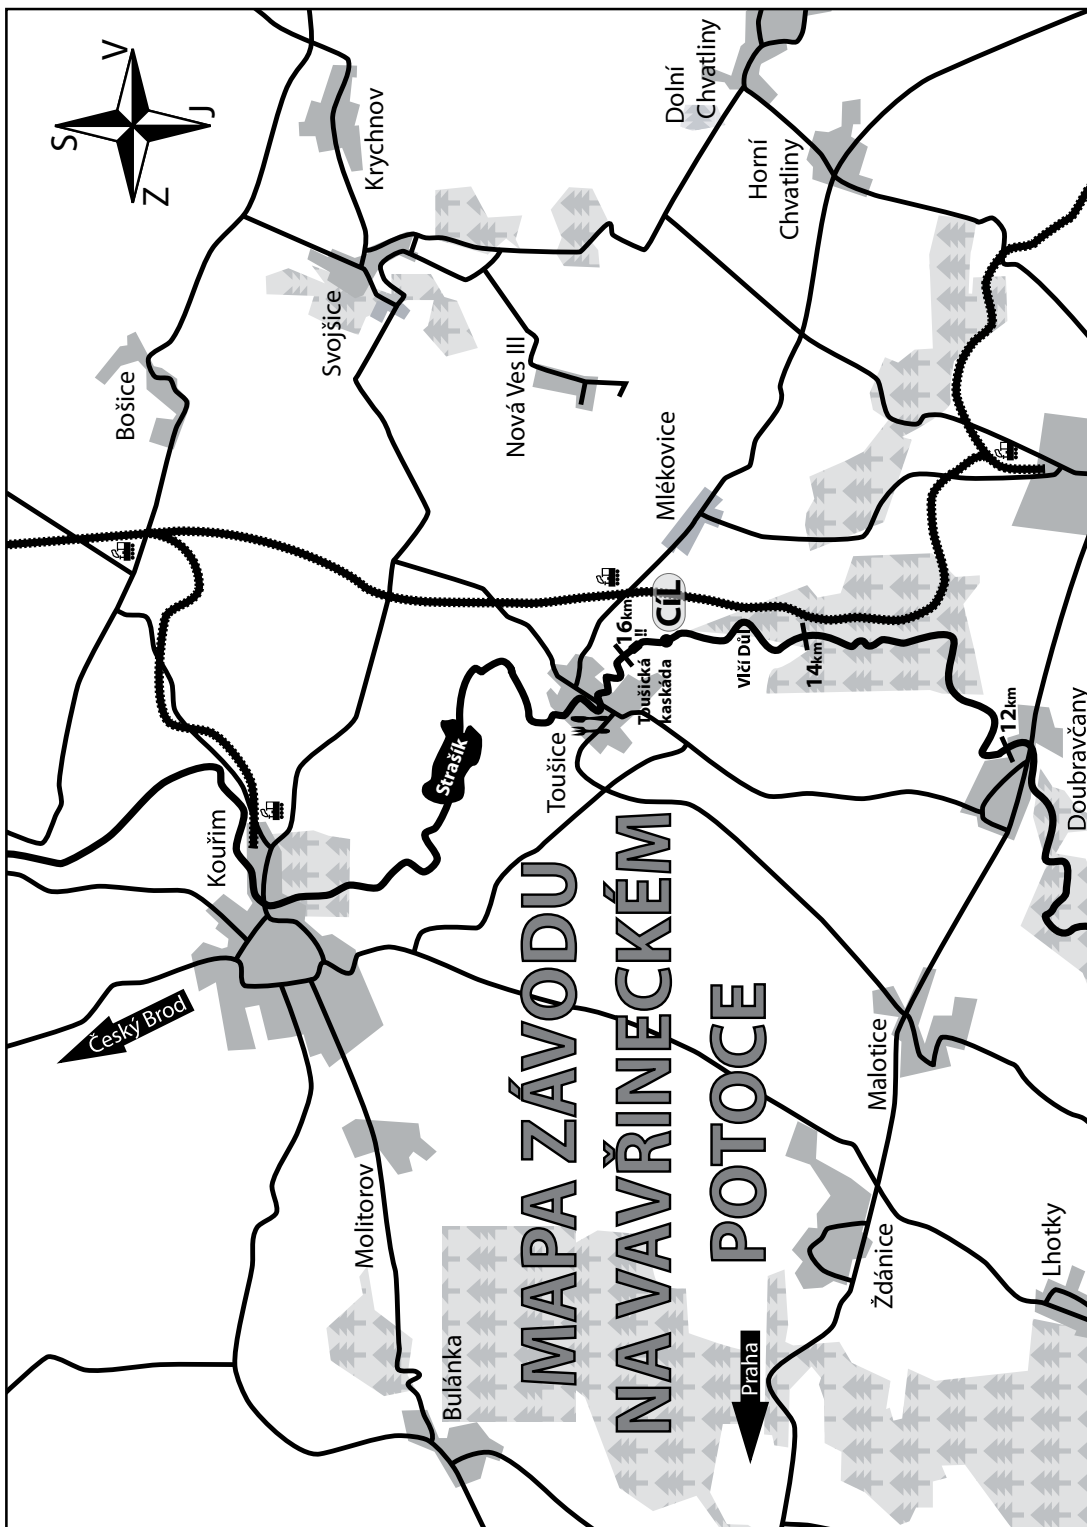 MAPA ZÁVODU
NA VAVŘINECKÉM
POTOCE
S
V
J
Z
Krychnov
Dolní
Chvatliny
Horní
Chvatliny
Svojšice
Bošice
Nová Ves III
Mlékovice
CÍL
16km
!!
Toušická
kaskáda
Vlčí Důl
14km
12km
Doubravčany
Toušice
Strašík
Kouřim
Český Brod
Malotice
Molitorov
Bulánka
Ždánice
Lhotky
Praha